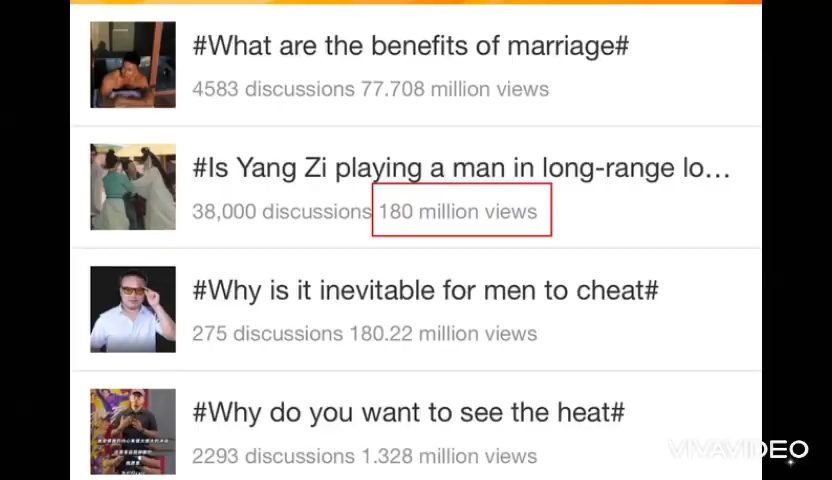 #What are the benefits of marriage#
4583 discussions 77.708 million views
#Is Yang Zi playing a man in long-range lo...
38,000 discussions 180 million views
#Why is it inevitable for men to cheat#
275 discussions 180.22 million views
#Why do you want to see the heat#
2293 discussions 1.328 million views
VIVAVIDEO